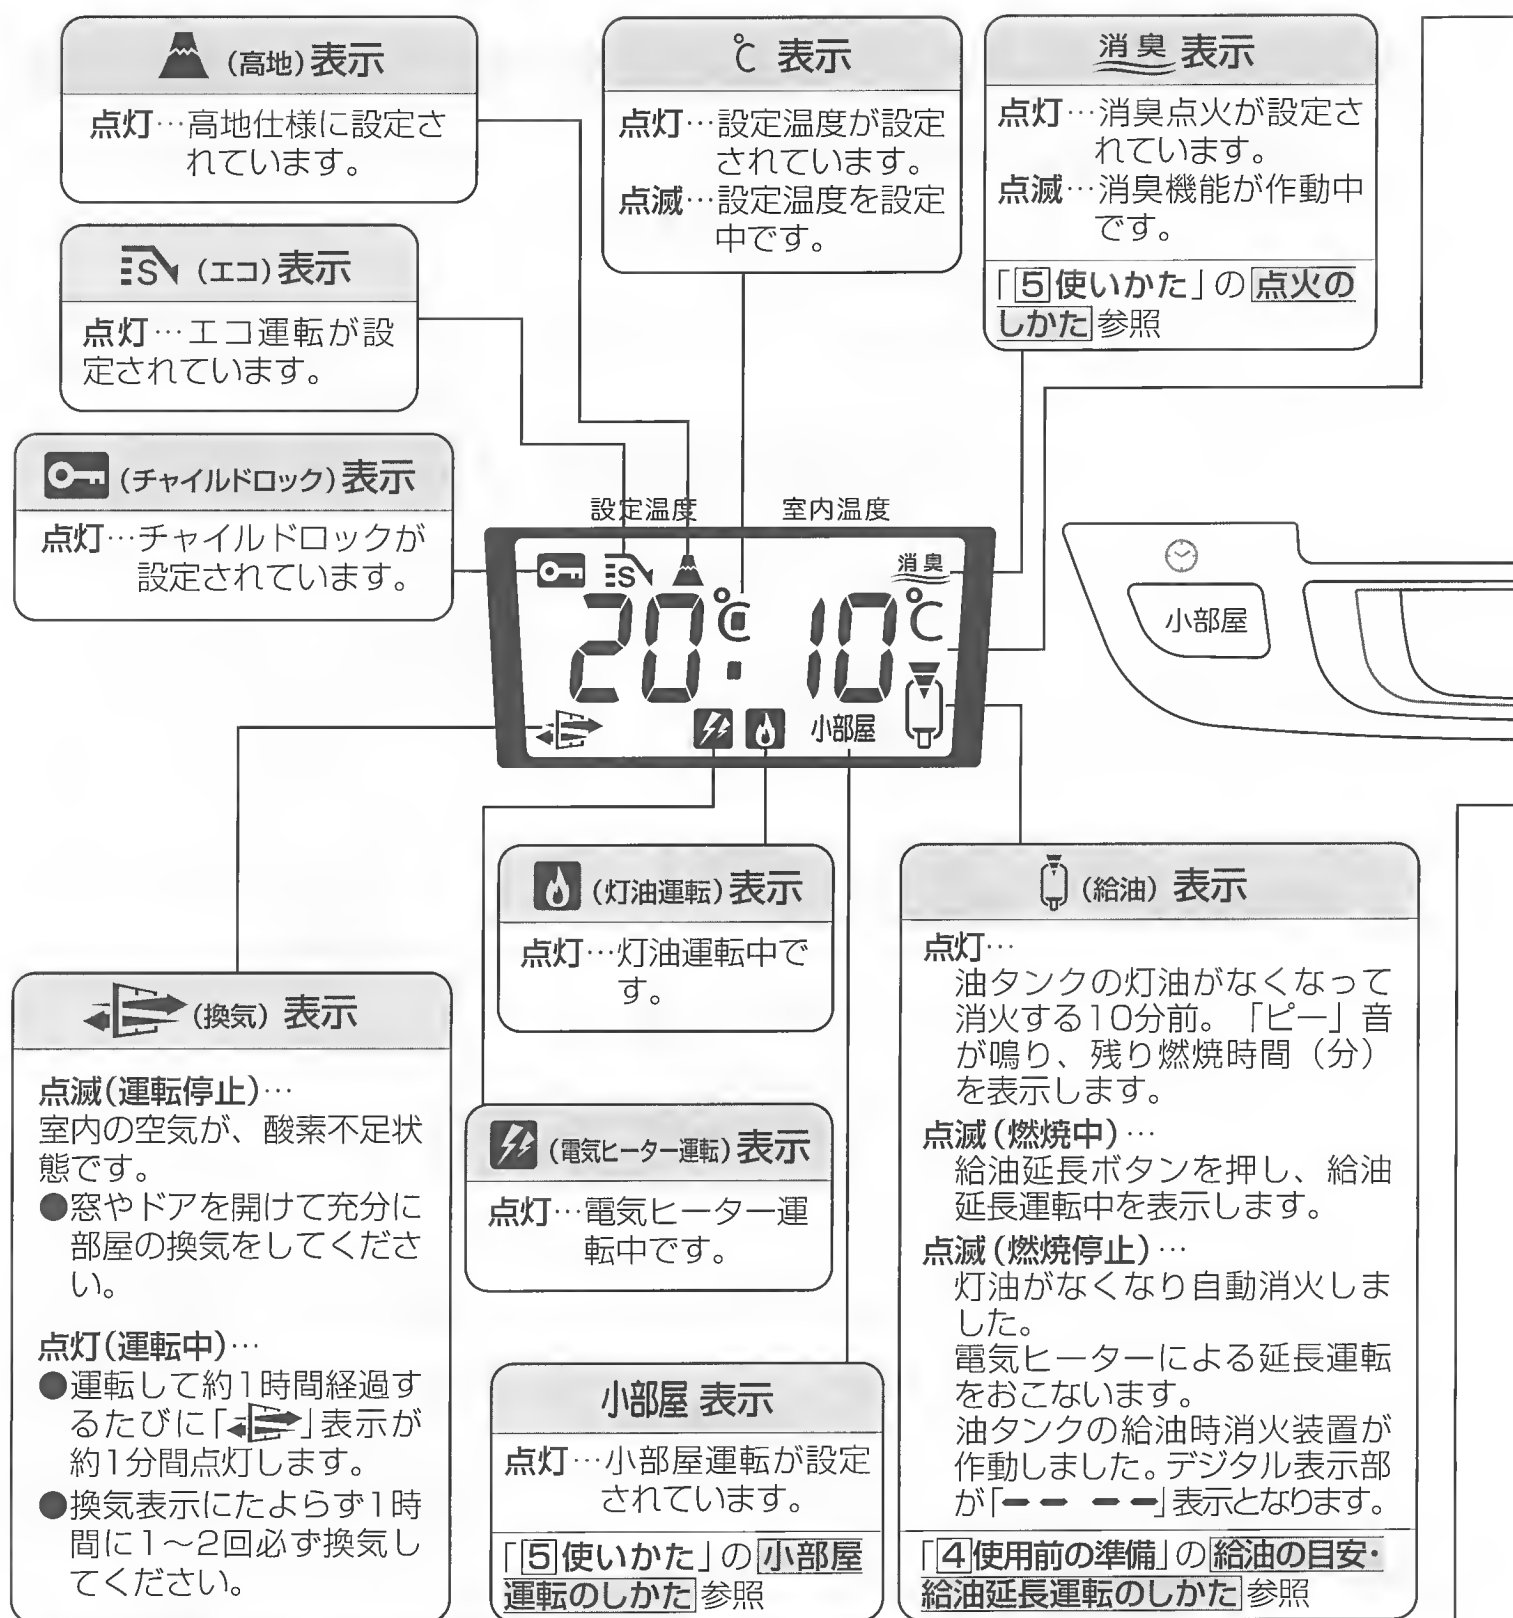 (高地)表示
点灯…高地仕様に設定さ
れています。
(エコ)表示
点灯…エコ運転が設
定されています。
(チャイルドロック)表示
点灯…チャイルドロックが
設定されています。
℃ 表示
点灯…設定温度が設定
されています。
点滅…設定温度を設定
中です。
消臭 表示
点灯…消臭点火が設定さ
れています。
点滅…消臭機能が作動中
です。
「5使いかた」の点火の
しかた参照
設定温度 室内温度
S 消臭
20℃ 10℃
小部屋
小部屋
(換気)表示
点滅(運転停止)…
室内の空気が、酸素不足状
態です。
●窓やドアを開けて充分に
部屋の換気をしてくださ
い。
点灯(運転中)…
●運転して約1時間経過す
るたびに「 」表示が
約1分間点灯します。
●換気表示にたよらず1時
間に1〜2回必ず換気し
てください。
(灯油運転)表示
点灯…灯油運転中で
す。
(電気ヒーター運転)表示
点灯…電気ヒーター運
転中です。
小部屋 表示
点灯…小部屋運転が設定
されています。
「5使いかた」の小部屋
運転のしかた参照
(給油)表示
点灯…
油タンクの灯油がなくなって
消火する10分前。「ピー」音
が鳴り、残り燃焼時間(分)
を表示します。
点滅(燃焼中)…
給油延長ボタンを押し、給油
延長運転中を表示します。
点滅(燃焼停止)…
灯油がなくなり自動消火しま
した。
電気ヒーターによる延長運転
をおこないます。
油タンクの給油時消火装置が
作動しました。デジタル表示部
が「-- --」表示となります。
「4使用前の準備」の給油の目安・
給油延長運転のしかた参照